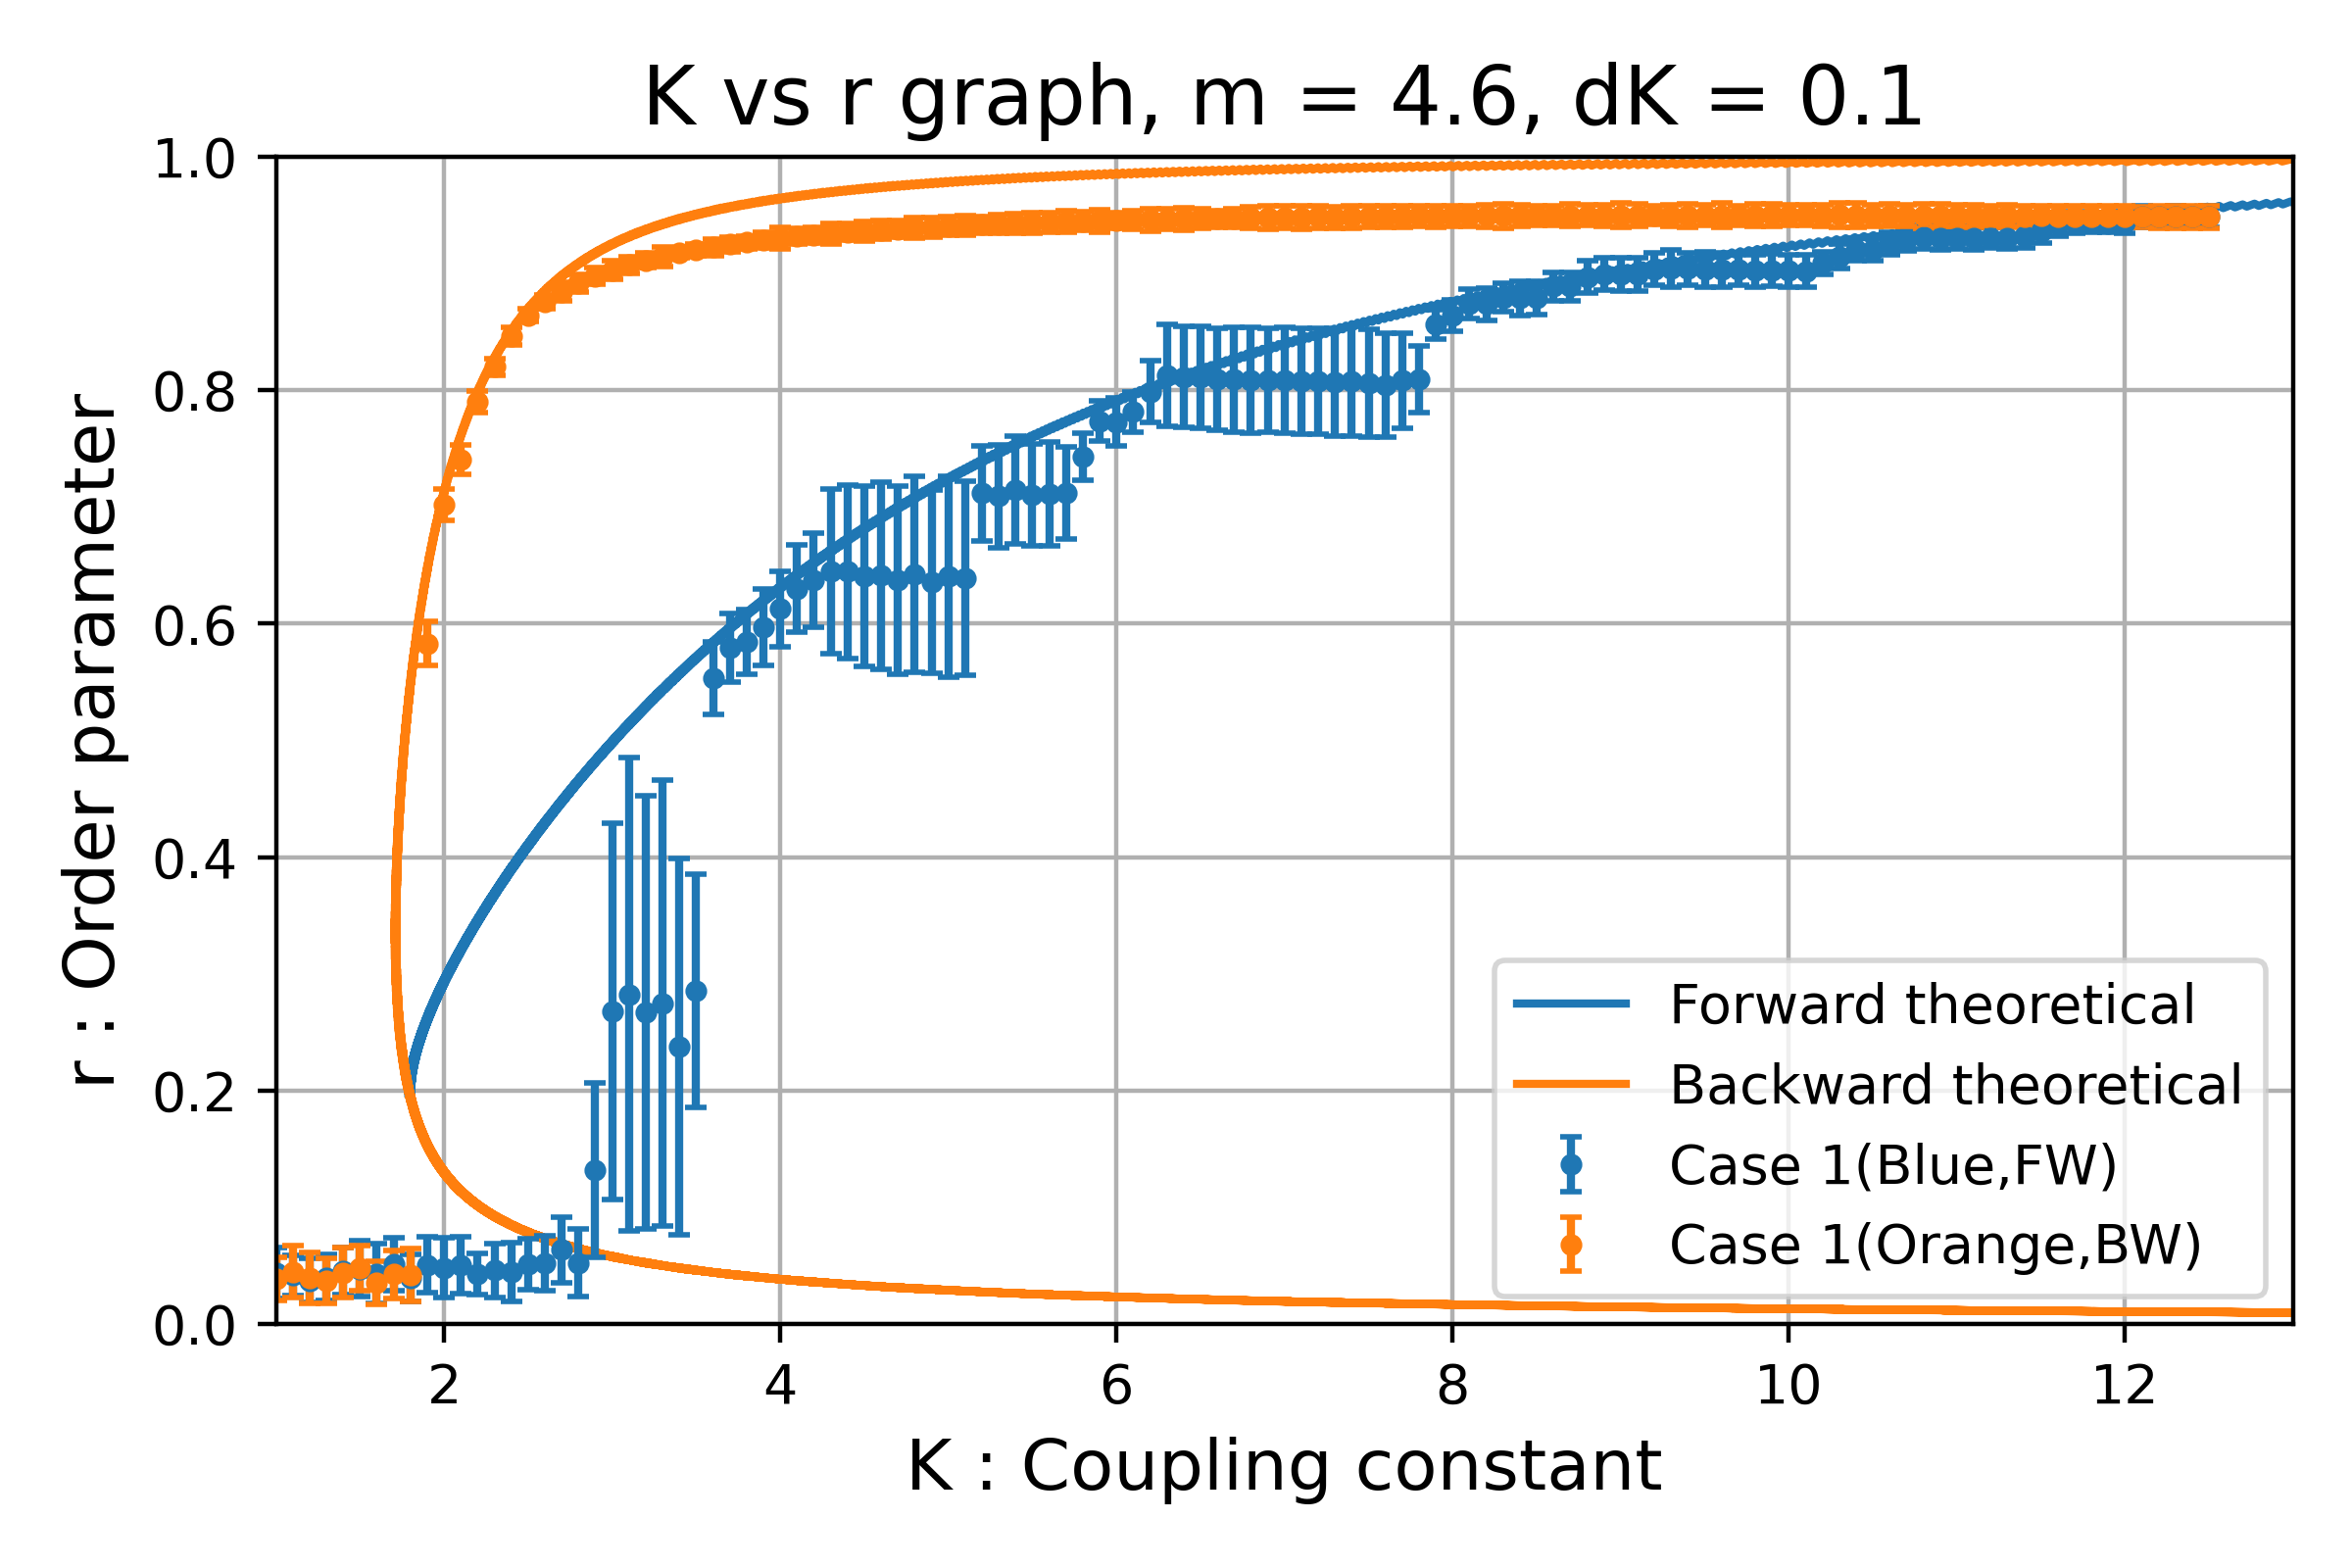 K vs r graph, m = 4.6, dK = 0.1
r : Order parameter
1.0
0.8
0.6
0.4
0.2
0.0
2 4 6 8 10 12
K : Coupling constant
Forward theoretical
Backward theoretical
Case 1(Blue,FW)
Case 1(Orange,BW)